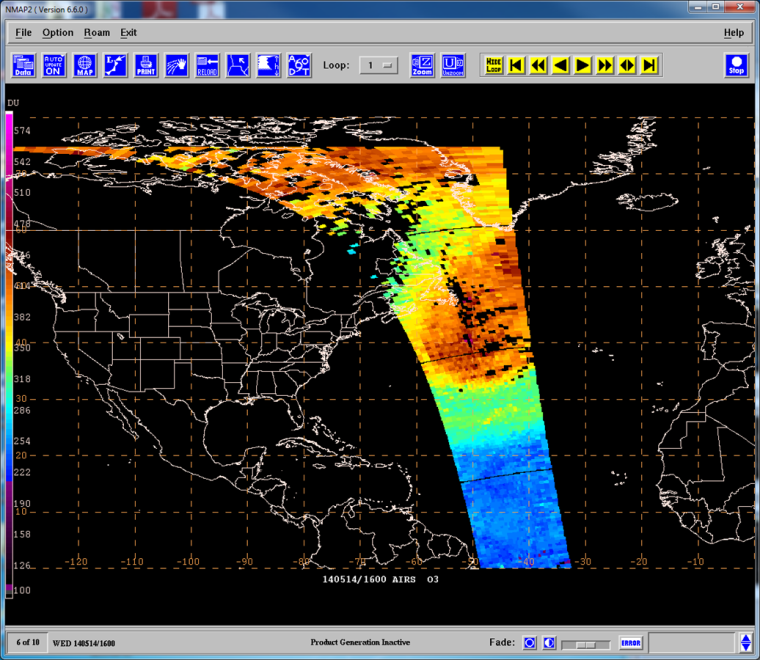 NMAP2 ( Version 6.6.0 )
File Option Roam Exit Help
Data AUTO UPDATE ON MAP PRINT RELOAD Loop: 1 Zoom UNZOOM HIDE LOOP Stop
DU
574
542
510
478
60
382
40
350
318
30
286
254
20
222
190
10
158
126
-120 -110 -100 -90 -80 -70 -60 -50 -40 -30 -20 -10
100
140514/1600 AIRS O3
6 of 10 WED 140514/1600 Product Generation Inactive Fade: ERROR